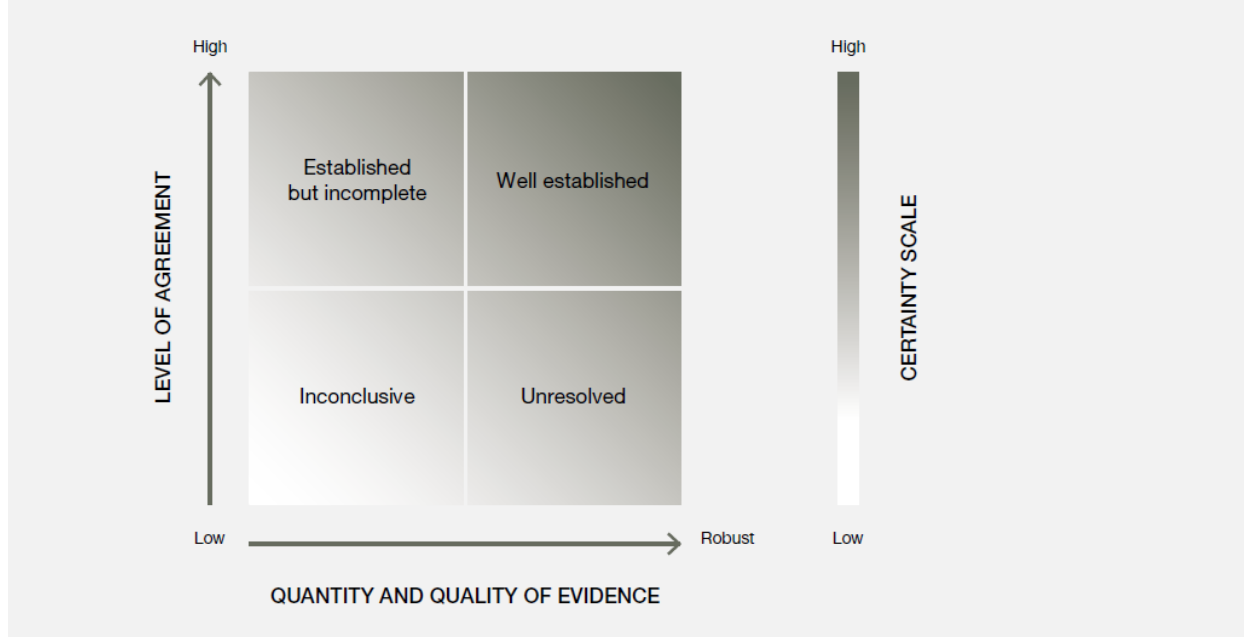 High
High
Established
but incomplete
Well established
LEVEL OF AGREEMENT
CERTAINTY SCALE
Inconclusive
Unresolved
Low
Robust
Low
QUANTITY AND QUALITY OF EVIDENCE